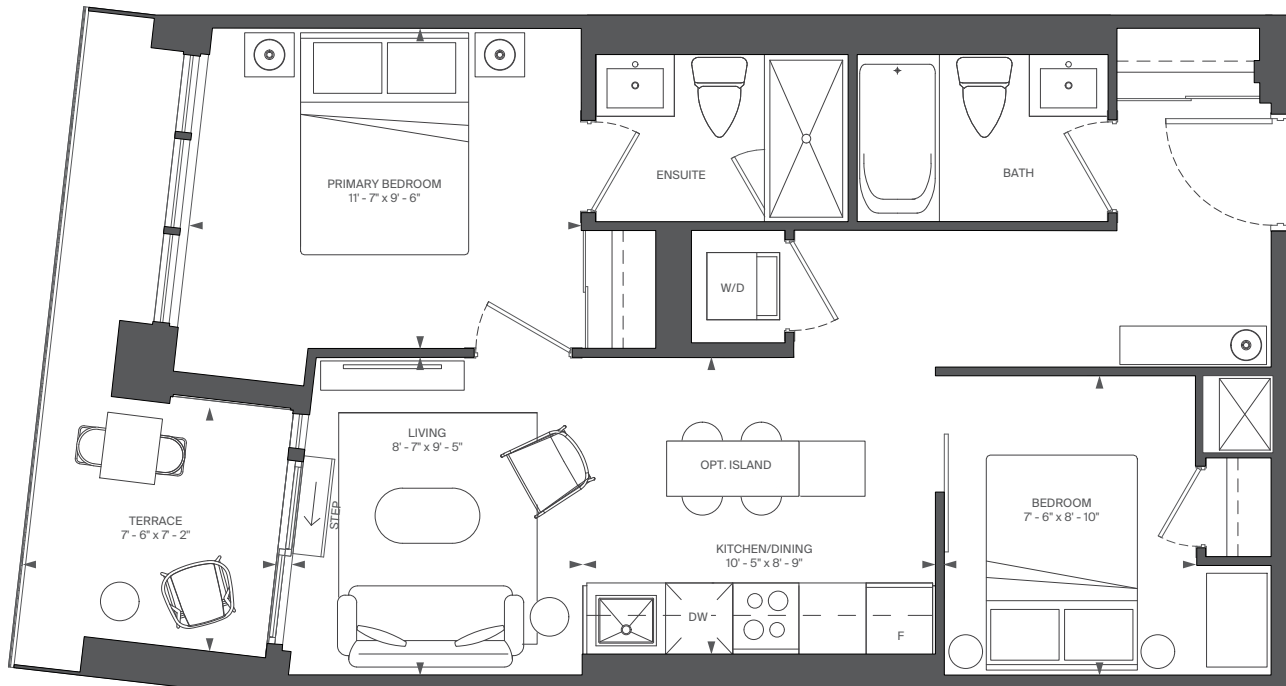 PRIMARY BEDROOM
11' - 7" x 9' - 6"
ENSUITE
BATH
W/D
LIVING
8' - 7" x 9' - 5"
OPT. ISLAND
STEP
TERRACE
7' - 6" x 7' - 2"
KITCHEN/DINING
10' - 5" x 8' - 9"
BEDROOM
7' - 6" x 8' - 10"
DW
F